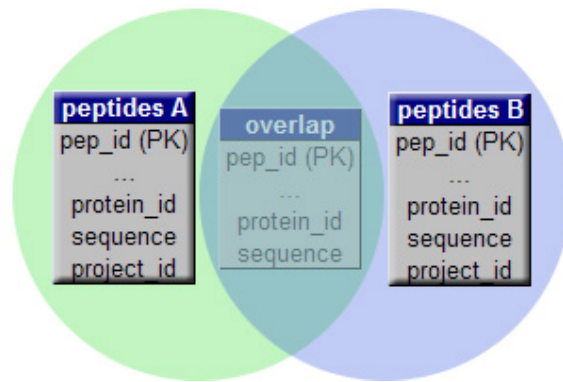 peptides A
pep_id (PK)
...
protein_id
sequence
project_id
overlap
pep_id (PK)
...
protein_id
sequence
peptides B
pep_id (PK)
...
protein_id
sequence
project_id